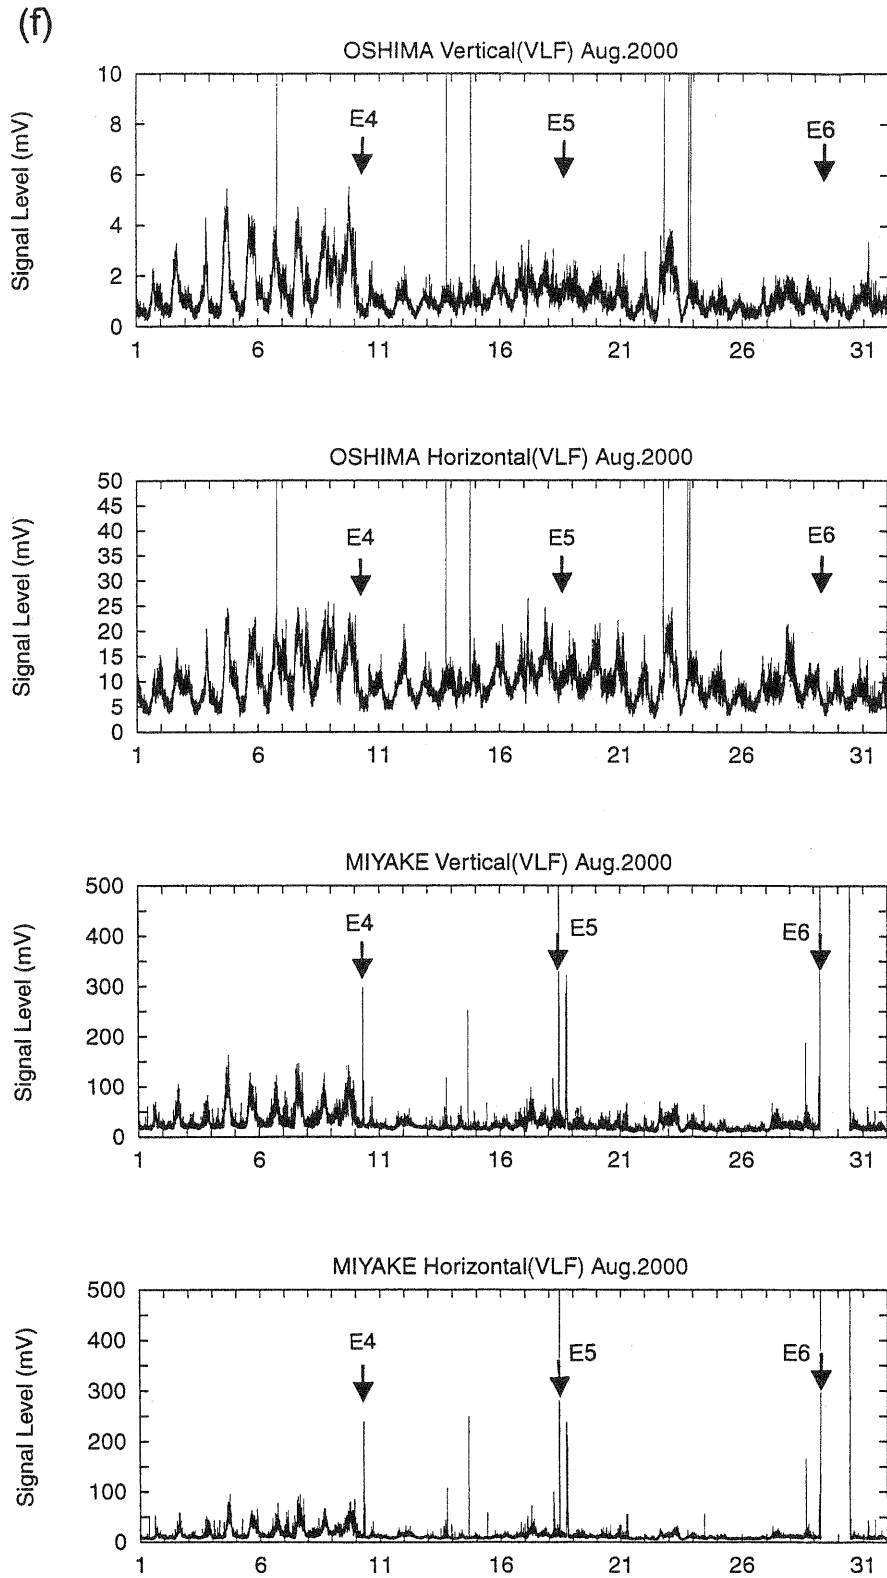 (f)
OSHIMA Vertical(VLF) Aug.2000
Signal Level (mV)
10
8
6
4
2
0
E4
E5
E6
1 6 11 16 21 26 31
OSHIMA Horizontal(VLF) Aug.2000
Signal Level (mV)
50
45
40
35
30
25
20
15
10
5
0
E4
E5
E6
1 6 11 16 21 26 31
MIYAKE Vertical(VLF) Aug.2000
Signal Level (mV)
500
400
300
200
100
0
E4
E5
E6
1 6 11 16 21 26 31
MIYAKE Horizontal(VLF) Aug.2000
Signal Level (mV)
500
400
300
200
100
0
E4
E5
E6
1 6 11 16 21 26 31